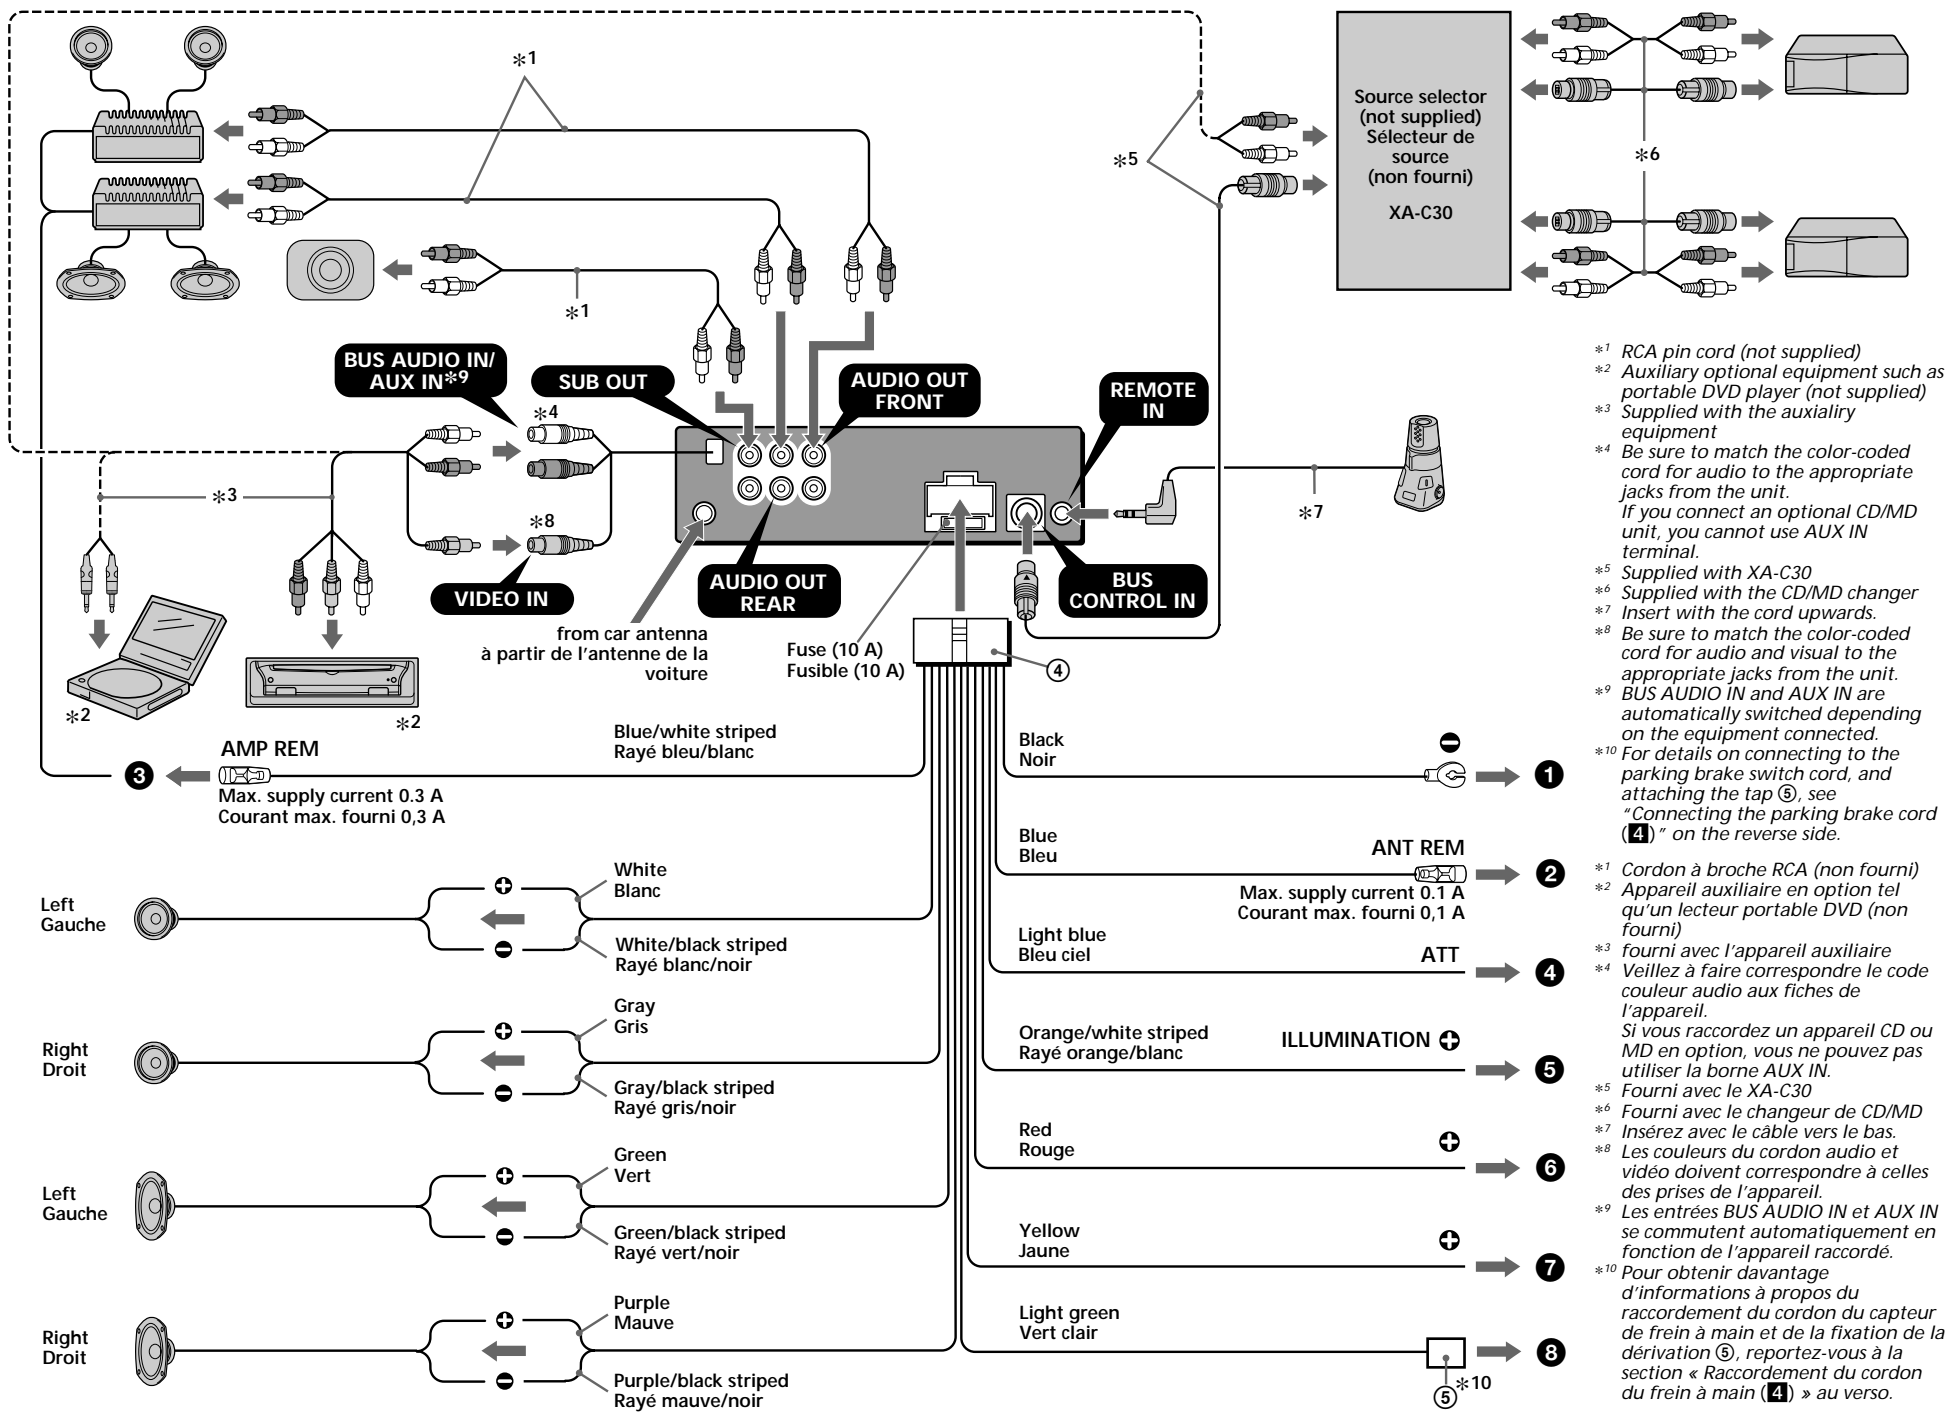 *1
Source selector
(not supplied)
Sélecteur de
source
(non fourni)
XA-C30
*5
*6
*1
BUS AUDIO IN/
AUX IN*9
SUB OUT
AUDIO OUT
FRONT
REMOTE
IN
*4
*3
*8
*7
VIDEO IN
AUDIO OUT
REAR
BUS
CONTROL IN
from car antenna
à partir de l'antenne de la
voiture
Fuse (10 A)
Fusible (10 A)
④
*2
*2
AMP REM
Blue/white striped
Rayé bleu/blanc
❸
Max. supply current 0.3 A
Courant max. fourni 0,3 A
Left
Gauche
+
−
White
Blanc
White/black striped
Rayé blanc/noir
Right
Droit
+
−
Gray
Gris
Gray/black striped
Rayé gris/noir
Left
Gauche
+
−
Green
Vert
Green/black striped
Rayé vert/noir
Right
Droit
+
−
Purple
Mauve
Purple/black striped
Rayé mauve/noir
Black
Noir
−
❶
Blue
Bleu
ANT REM
❷
Max. supply current 0.1 A
Courant max. fourni 0,1 A
Light blue
Bleu ciel
ATT
❹
Orange/white striped
Rayé orange/blanc
ILLUMINATION +
❺
Red
Rouge
+
❻
Yellow
Jaune
+
❼
Light green
Vert clair
❽
⑤
*10
*1 RCA pin cord (not supplied)
*2 Auxiliary optional equipment such as
portable DVD player (not supplied)
*3 Supplied with the auxialiry
equipment
*4 Be sure to match the color-coded
cord for audio to the appropriate
jacks from the unit.
If you connect an optional CD/MD
unit, you cannot use AUX IN
terminal.
*5 Supplied with XA-C30
*6 Supplied with the CD/MD changer
*7 Insert with the cord upwards.
*8 Be sure to match the color-coded
cord for audio and visual to the
appropriate jacks from the unit.
*9 BUS AUDIO IN and AUX IN are
automatically switched depending
on the equipment connected.
*10 For details on connecting to the
parking brake switch cord, and
attaching the tap ⑤, see
"Connecting the parking brake cord
(4)" on the reverse side.
*1 Cordon à broche RCA (non fourni)
*2 Appareil auxiliaire en option tel
qu'un lecteur portable DVD (non
fourni)
*3 fourni avec l'appareil auxiliaire
*4 Veillez à faire correspondre le code
couleur audio aux fiches de
l'appareil.
Si vous raccordez un appareil CD ou
MD en option, vous ne pouvez pas
utiliser la borne AUX IN.
*5 Fourni avec le XA-C30
*6 Fourni avec le changeur de CD/MD
*7 Insérez avec le câble vers le bas.
*8 Les couleurs du cordon audio et
vidéo doivent correspondre à celles
des prises de l'appareil.
*9 Les entrées BUS AUDIO IN et AUX IN
se commutent automatiquement en
fonction de l'appareil raccordé.
*10 Pour obtenir davantage
d'informations à propos du
raccordement du cordon du capteur
de frein à main et de la fixation de la
dérivation ⑤, reportez-vous à la
section « Raccordement du cordon
du frein à main (4) » au verso.